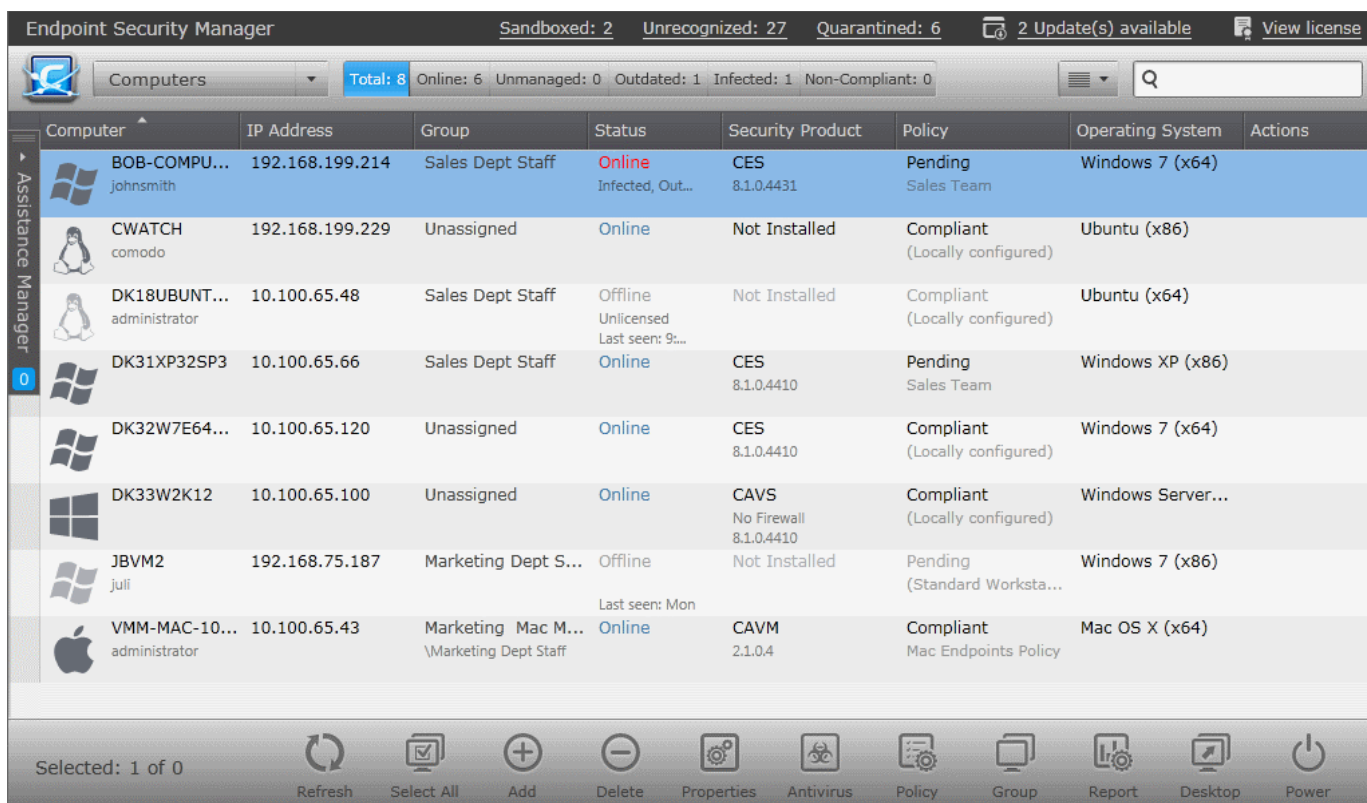 Endpoint Security Manager Sandboxed: 2 Unrecognized: 27 Quarantined: 6 2 Update(s) available View license
Computers Total: 8 Online: 6 Unmanaged: 0 Outdated: 1 Infected: 1 Non-Compliant: 0
Computer IP Address Group Status Security Product Policy Operating System Actions
Assistance Manager
0
BOB-COMPU... 192.168.199.214 Sales Dept Staff Online CES Pending Windows 7 (x64)
johnsmith Infected, Out... 8.1.0.4431 Sales Team
CWATCH 192.168.199.229 Unassigned Online Not Installed Compliant Ubuntu (x86)
comodo (Locally configured)
DK18UBUNT... 10.100.65.48 Sales Dept Staff Offline Not Installed Compliant Ubuntu (x64)
administrator Unlicensed (Locally configured)
Last seen: 9:...
DK31XP32SP3 10.100.65.66 Sales Dept Staff Online CES Pending Windows XP (x86)
8.1.0.4410 Sales Team
DK32W7E64... 10.100.65.120 Unassigned Online CES Compliant Windows 7 (x64)
8.1.0.4410 (Locally configured)
DK33W2K12 10.100.65.100 Unassigned Online CAVS Compliant Windows Server...
No Firewall (Locally configured)
8.1.0.4410
JBVM2 192.168.75.187 Marketing Dept S... Offline Not Installed Pending Windows 7 (x86)
juli (Standard Worksta...
Last seen: Mon
VMM-MAC-10... 10.100.65.43 Marketing Mac M... Online CAVM Compliant Mac OS X (x64)
administrator \Marketing Dept Staff 2.1.0.4 Mac Endpoints Policy
Selected: 1 of 0
Refresh Select All Add Delete Properties Antivirus Policy Group Report Desktop Power